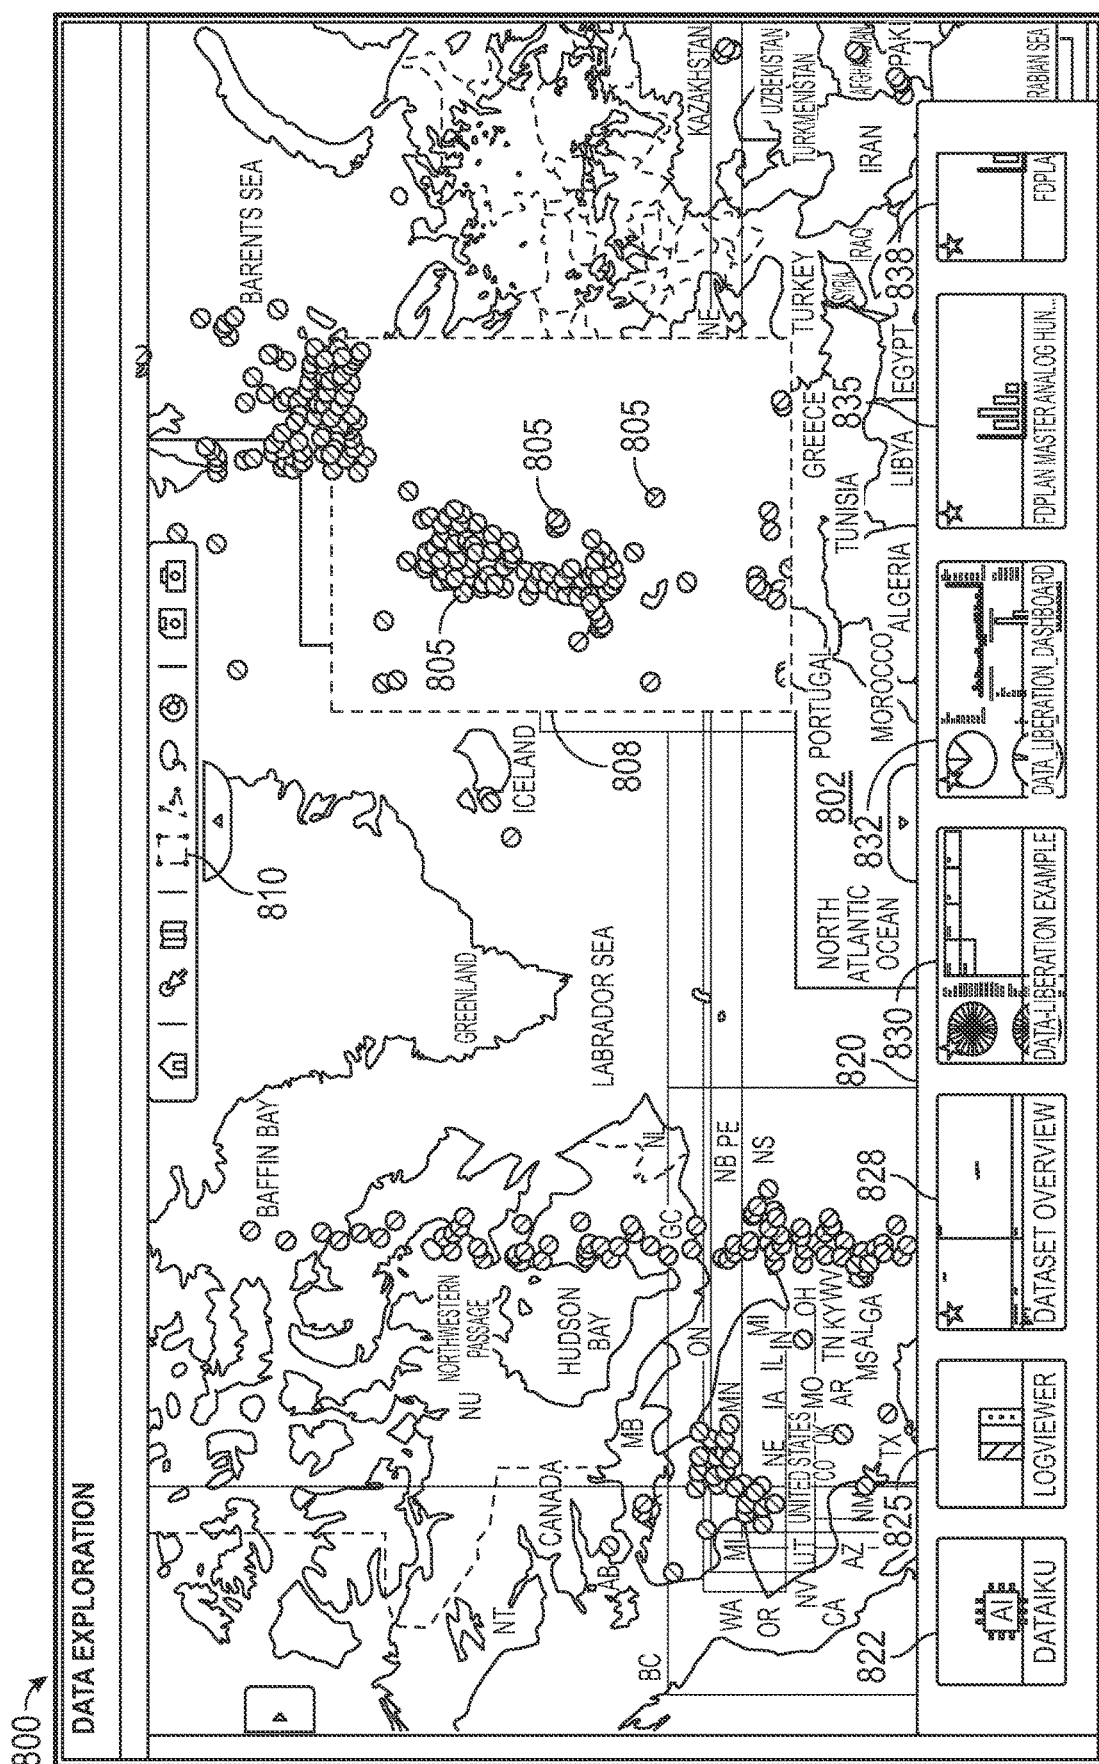 800
DATA EXPLORATION
810
BARENTS SEA
BAFFIN BAY
GREENLAND
ICELAND
LABRADOR SEA
NORTHWESTERN
PASSAGE
NU
HUDSON
BAY
NT
CANADA
AB
MB
BC
ON
GC
NL
NB PE
NS
805
805
805
808
KAZAKHSTAN
UZBEKISTAN
TURKMENISTAN
PAKI
IRAN
IRAQ
SYRIA
TURKEY
INE
GREECE
EGYPT
LIBYA
TUNISIA
ALGERIA
PORTUGAL
MOROCCO
RABIAN SEA
NORTH
ATLANTIC
OCEAN
802
WA
OR
NV
CA
UT
AZ
MN
MI
NE
IA
IL
IN
OH
UNITED STATES
CO
MO
OK
AR
TN
KY
WV
MS
AL
GA
NM
TX
820
822
825
828
830
832
835
838
DATAIKU
AI
LOGVIEWER
DATASET OVERVIEW
DATA-LIBERATION EXAMPLE
DATA_LIBERATION_DASHBOARD
FDPLAN MASTER ANALOG HUN...
FDPLA